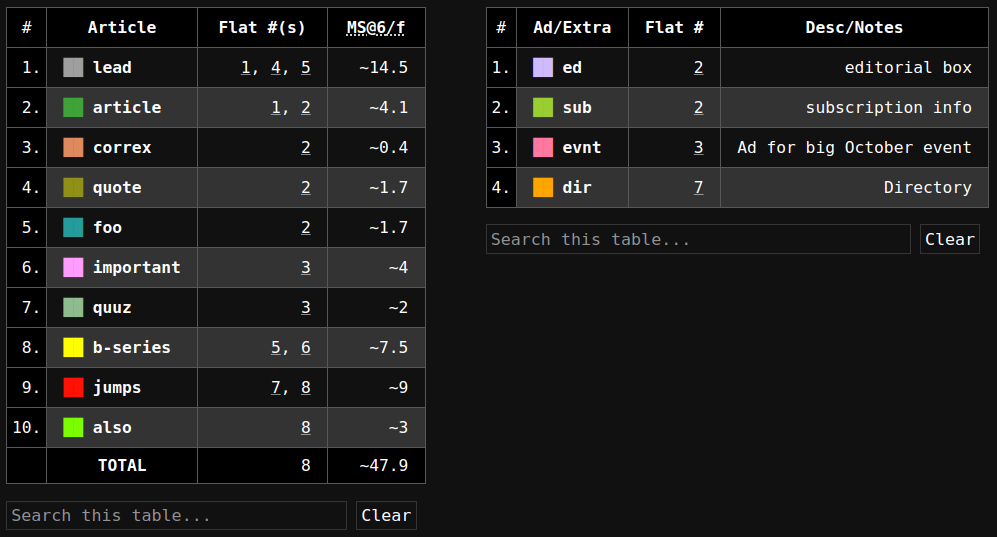 # Article Flat #(s) MS@6/f
1. lead 1, 4, 5 ~14.5
2. article 1, 2 ~4.1
3. correx 2 ~0.4
4. quote 2 ~1.7
5. foo 2 ~1.7
6. important 3 ~4
7. quuz 3 ~2
8. b-series 5, 6 ~7.5
9. jumps 7, 8 ~9
10. also 8 ~3
TOTAL 8 ~47.9
Search this table... Clear
# Ad/Extra Flat # Desc/Notes
1. ed 2 editorial box
2. sub 2 subscription info
3. evnt 3 Ad for big October event
4. dir 7 Directory
Search this table... Clear